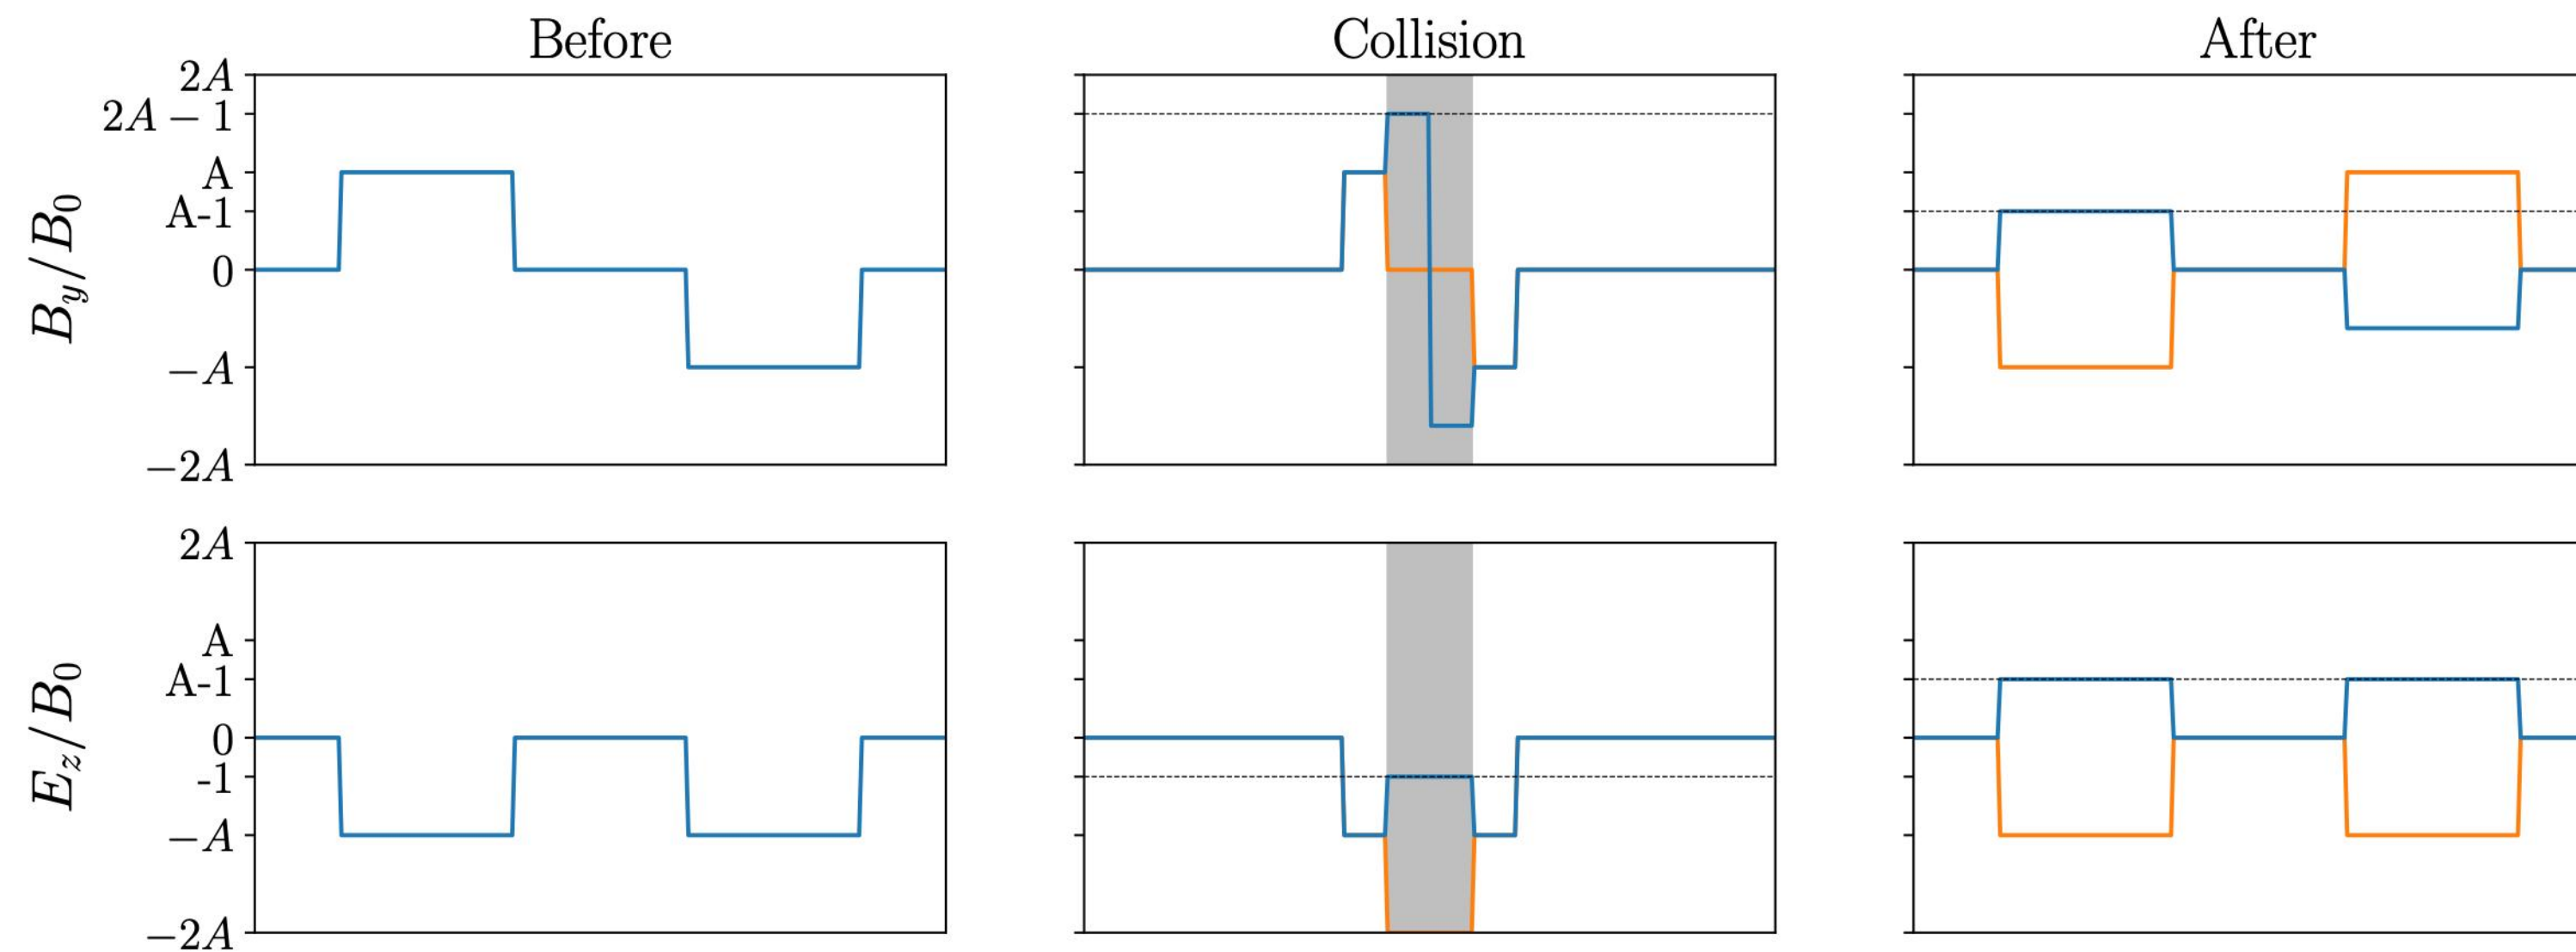 Before
Collision
After
2A
2A − 1
A
A-1
0
−A
−2A
B_y/B_0
2A
A
A-1
0
-1
−A
−2A
E_z/B_0